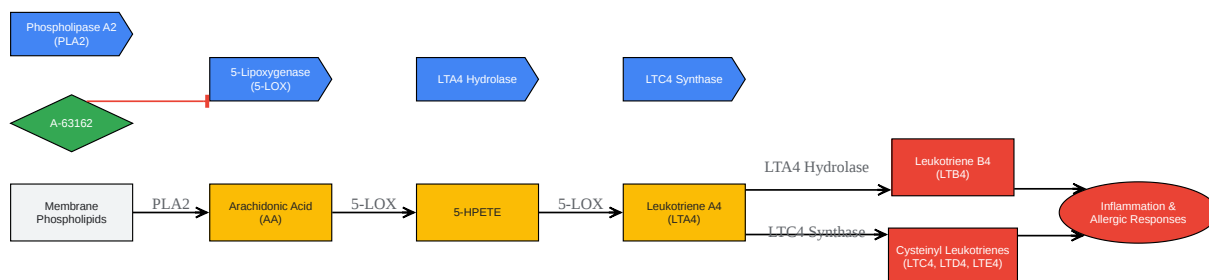 Phospholipase A2
(PLA2)
5-Lipoxygenase
(5-LOX)
LTA4 Hydrolase
LTC4 Synthase
A-63162
Membrane
Phospholipids
PLA2
Arachidonic Acid
(AA)
5-LOX
5-HPETE
5-LOX
Leukotriene A4
(LTA4)
LTA4 Hydrolase
LTC4 Synthase
Leukotriene B4
(LTB4)
Cysteinyl Leukotrienes
(LTC4, LTD4, LTE4)
Inflammation &
Allergic Responses